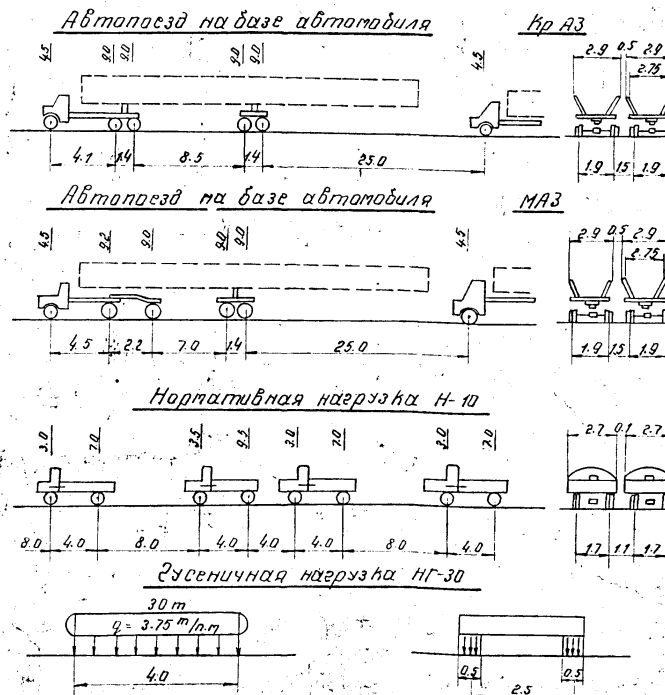 Автопоезд на базе автомобиля КрАЗ
4.5 9.0 9.0 9.0 9.0 4.5 2.9 0.5 2.9
2.75
4.1 1.4 8.5 1.4 25.0 1.9 1.5 1.9
Автопоезд на базе автомобиля МАЗ
4.5 9.2 9.0 9.0 9.0 4.5 2.9 0.5 2.9
2.75
4.5 2.2 7.0 1.4 25.0 1.9 1.5 1.9
Нормативная нагрузка Н-10
3.0 7.0 3.5 9.5 3.0 7.0 3.0 7.0 2.7 0.1 2.7
8.0 4.0 8.0 4.0 4.0 4.0 8.0 4.0 1.7 1.1 1.7
Гусеничная нагрузка НГ-30
30 т
q = 3.75 т/п.м
4.0 0.5 0.5
2.5